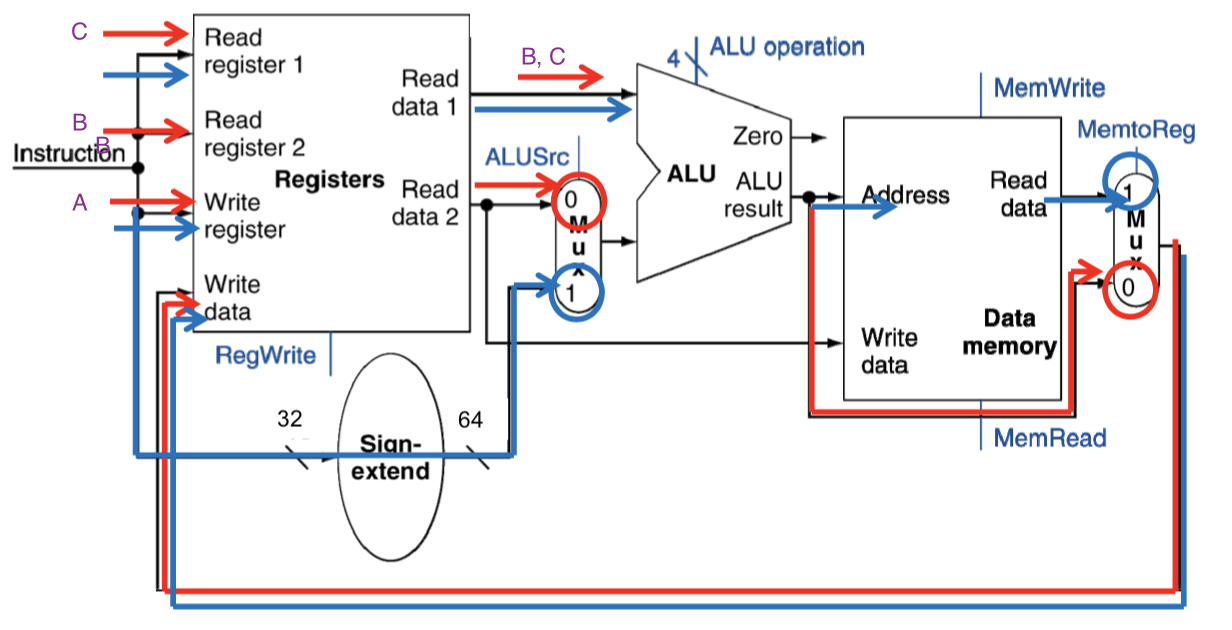 C
Read
register 1
B
B
Read
register 2
Instruction
Registers
A
Write
register
Write
data
RegWrite
Read
data 1
Read
data 2
B, C
4
ALU operation
ALUSrc
0
M
u
x
1
Zero
ALU
ALU
result
32
64
Sign-
extend
MemWrite
MemtoReg
Address
Read
data
Write
data
Data
memory
MemRead
1
M
u
x
0